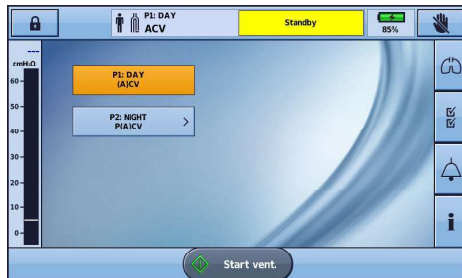 P1: DAY
ACV
Standby
85%
---
cmH2O
60
50
40
30
20
10
0
P1: DAY
(A)CV
P2: NIGHT
P(A)CV
Start vent.